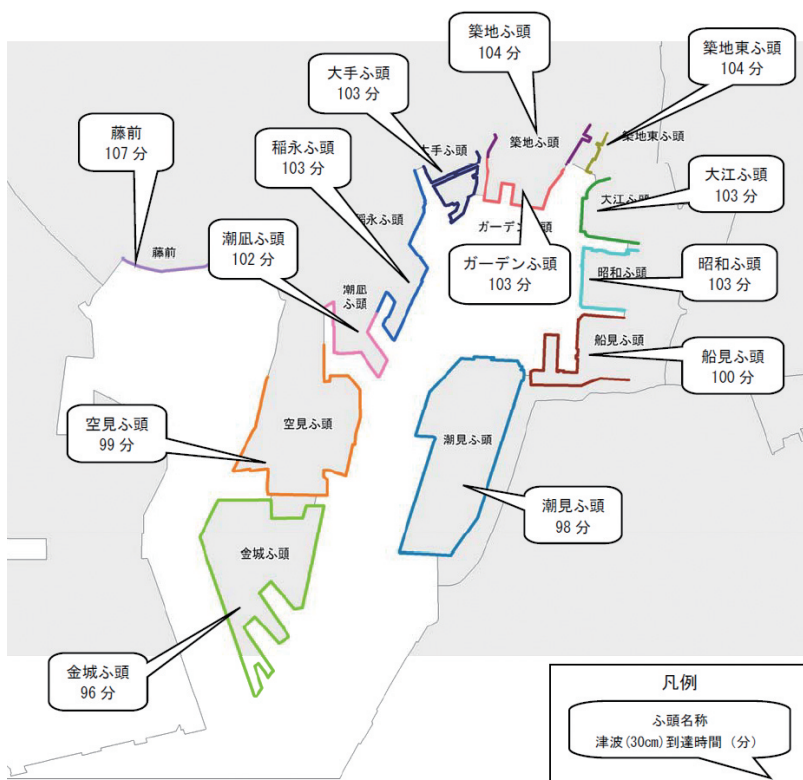 築地ふ頭
104 分
築地東ふ頭
104 分
大手ふ頭
103 分
藤前
107 分
稲永ふ頭
103 分
大手ふ頭
築地ふ頭
築地東ふ頭
大江ふ頭
103 分
大江ふ頭
稲永ふ頭
ガーデンふ頭
潮凪ふ頭
102 分
藤前
ガーデンふ頭
103 分
昭和ふ頭
昭和ふ頭
103 分
潮凪
ふ頭
船見ふ頭
船見ふ頭
100 分
空見ふ頭
99 分
空見ふ頭
潮見ふ頭
潮見ふ頭
98 分
金城ふ頭
金城ふ頭
96 分
凡例
ふ頭名称
津波(30cm)到達時間（分）